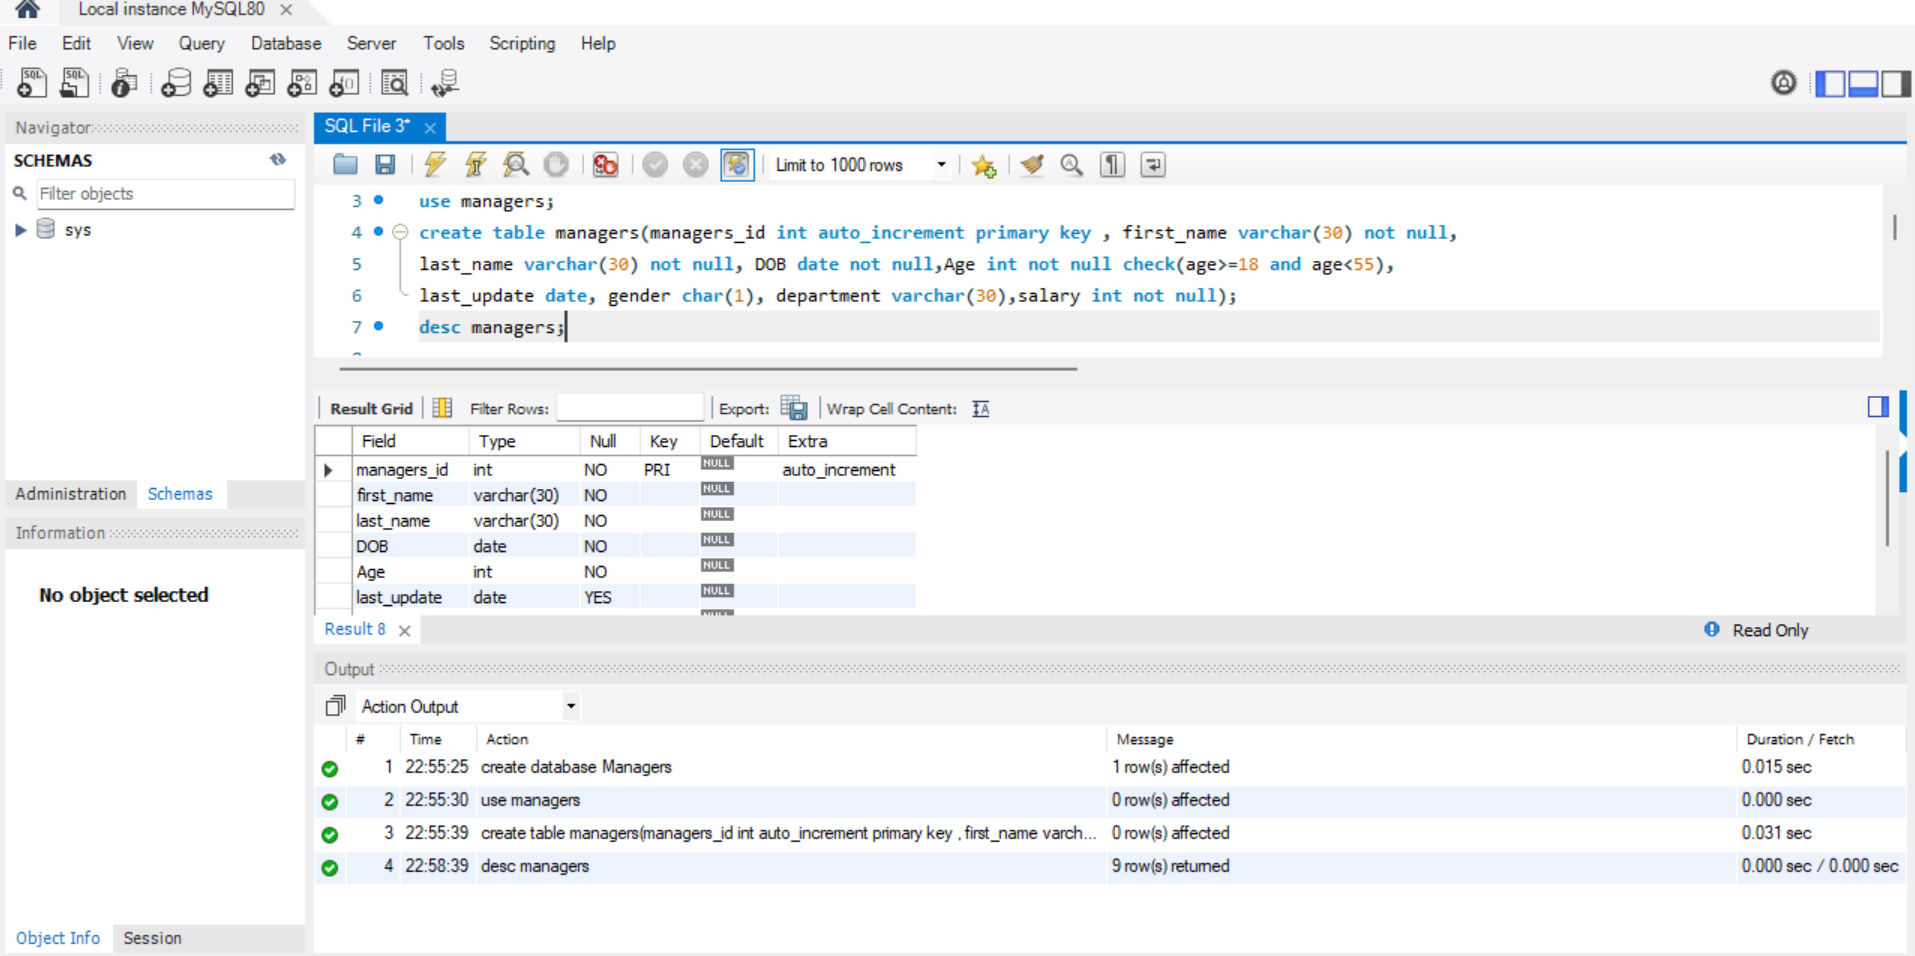 Local instance MySQL80 ×
File Edit View Query Database Server Tools Scripting Help
Navigator
SCHEMAS
Filter objects
sys
Administration Schemas
Information
No object selected
Object Info Session
SQL File 3* ×
Limit to 1000 rows
3 use managers;
4 create table managers(managers_id int auto_increment primary key , first_name varchar(30) not null,
5 last_name varchar(30) not null, DOB date not null,Age int not null check(age>=18 and age<55),
6 last_update date, gender char(1), department varchar(30),salary int not null);
7 desc managers;
Result Grid Filter Rows: Export: Wrap Cell Content:
Field Type Null Key Default Extra
managers_id int NO PRI NULL auto_increment
first_name varchar(30) NO NULL
last_name varchar(30) NO NULL
DOB date NO NULL
Age int NO NULL
last_update date YES NULL
Result 8 × Read Only
Output
Action Output
# Time Action Message Duration / Fetch
1 22:55:25 create database Managers 1 row(s) affected 0.015 sec
2 22:55:30 use managers 0 row(s) affected 0.000 sec
3 22:55:39 create table managers(managers_id int auto_increment primary key , first_name varch... 0 row(s) affected 0.031 sec
4 22:58:39 desc managers 9 row(s) returned 0.000 sec / 0.000 sec